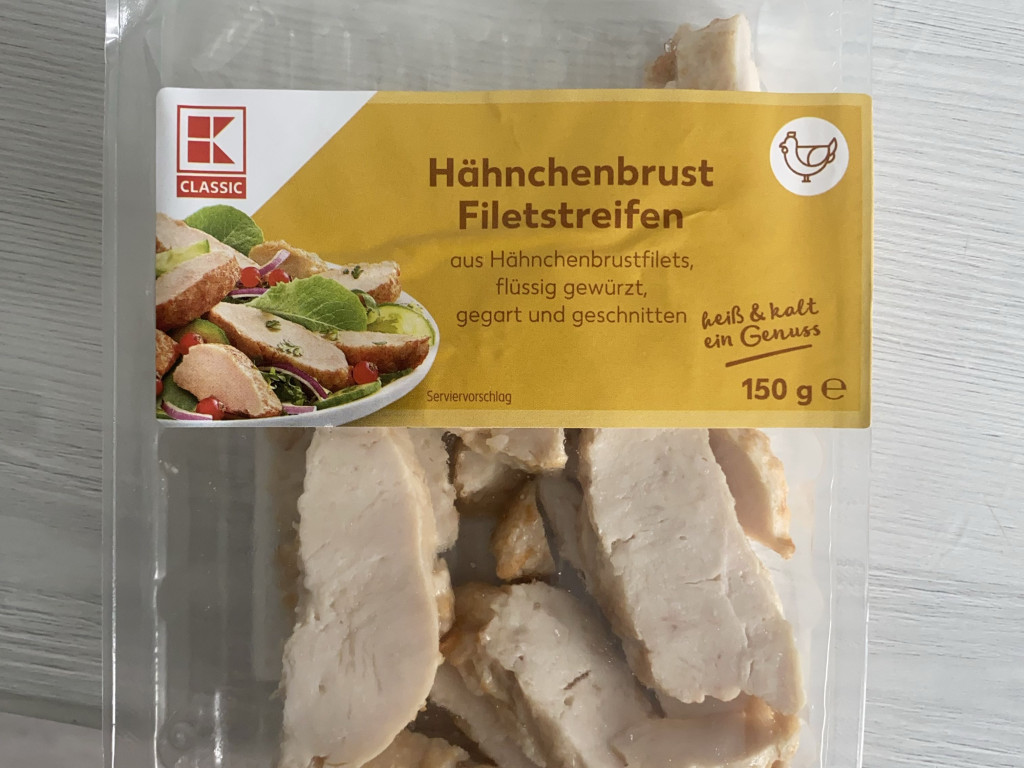 K
CLASSIC
Hähnchenbrust
Filetstreifen
aus Hähnchenbrustfilets,
flüssig gewürzt,
gegart und geschnitten
heiß & kalt
ein Genuss
Serviervorschlag
150 g ℮